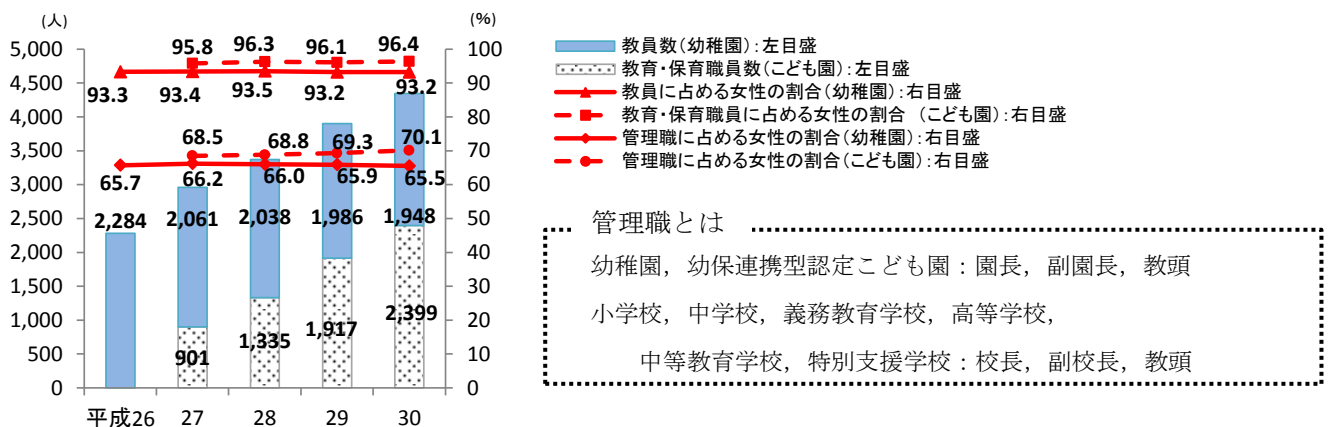 (人)
(%)
5,000
4,500
4,000
3,500
3,000
2,500
2,000
1,500
1,000
500
0
100
90
80
70
60
50
40
30
20
10
0
95.8 96.3 96.1 96.4
93.3 93.4 93.5 93.2 93.2
68.5 68.8 69.3 70.1
65.7 66.2 66.0 65.9 65.5
2,284 2,061 2,038 1,986 1,948
901 1,335 1,917 2,399
平成26 27 28 29 30
教員数(幼稚園):左目盛
教育・保育職員数(こども園):左目盛
教員に占める女性の割合(幼稚園):右目盛
教育・保育職員に占める女性の割合 (こども園):右目盛
管理職に占める女性の割合(幼稚園):右目盛
管理職に占める女性の割合(こども園):右目盛
管理職とは
幼稚園，幼保連携型認定こども園：園長，副園長，教頭
小学校，中学校，義務教育学校，高等学校，
中等教育学校，特別支援学校：校長，副校長，教頭